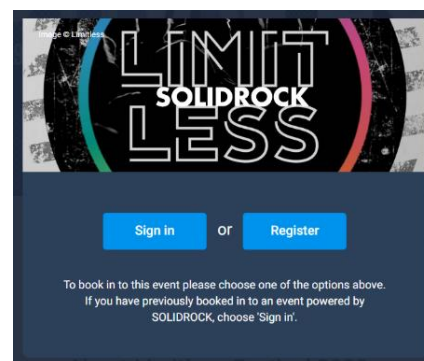 Image © Limitless
LIMIT
SOLIDROCK
LESS
Sign in or Register
To book in to this event please choose one of the options above.
If you have previously booked in to an event powered by
SOLIDROCK, choose 'Sign in'.